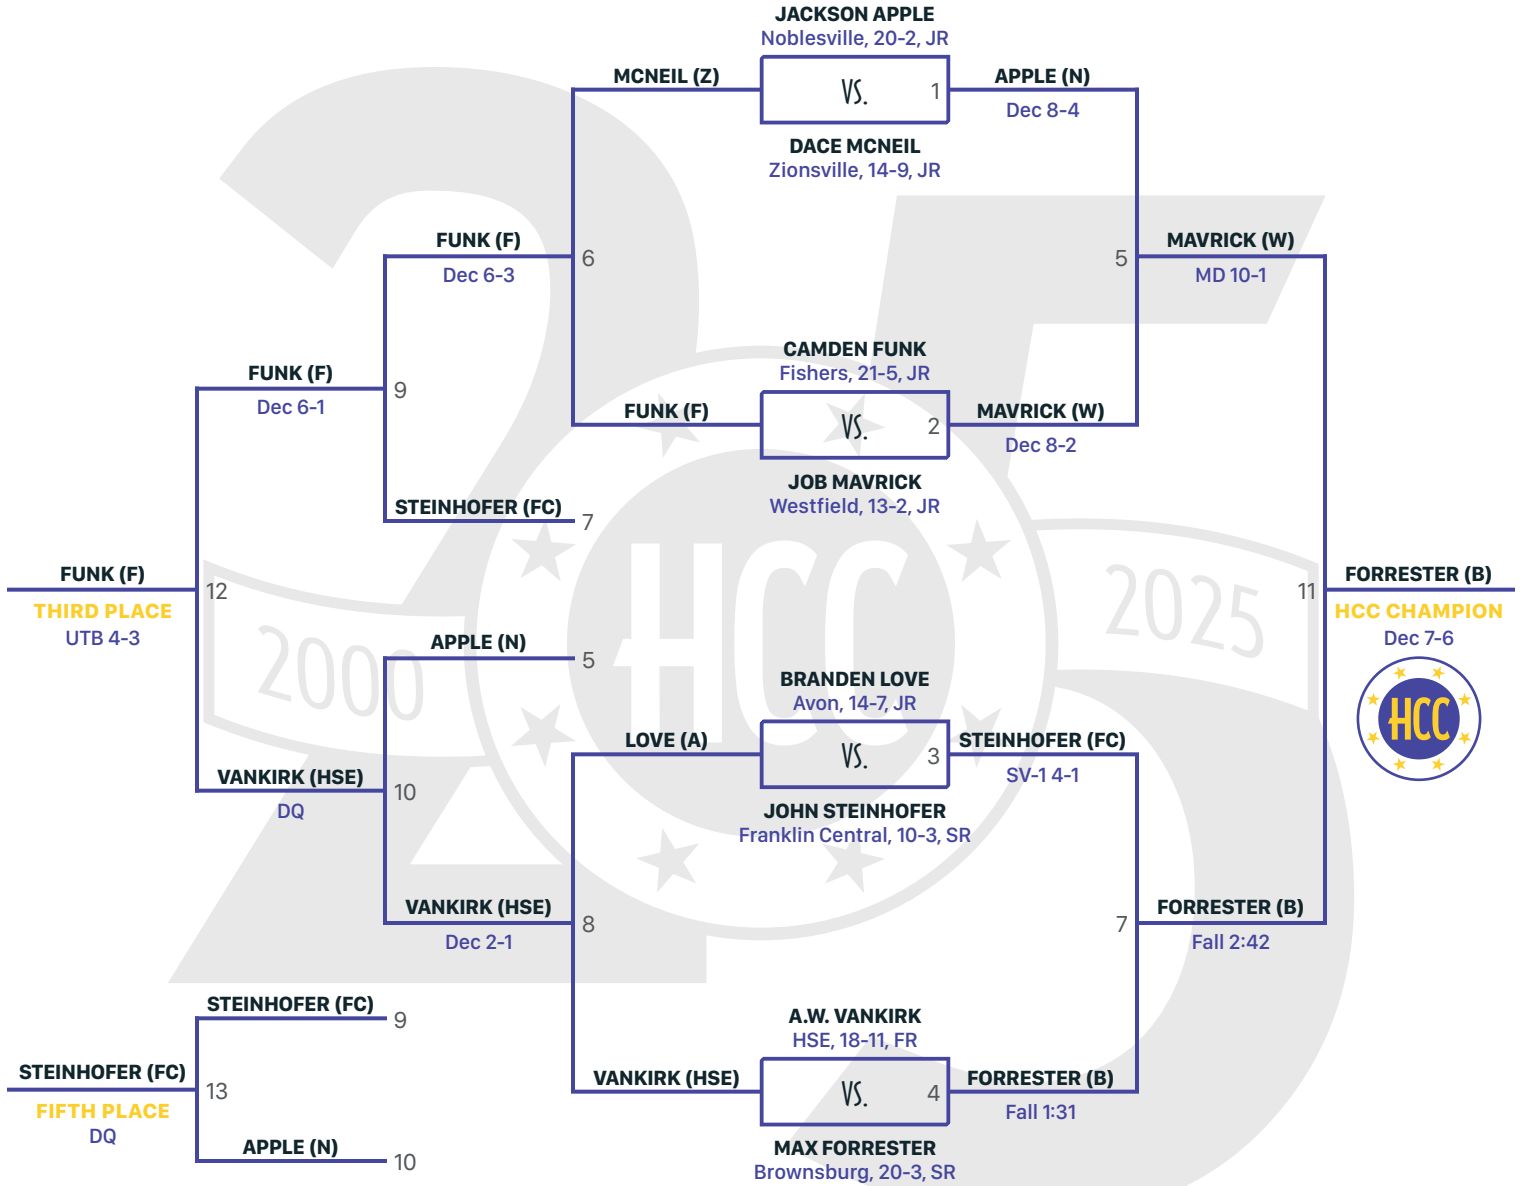 JACKSON APPLE
Noblesville, 20-2, JR
MCNEIL (Z)
VS.
1
APPLE (N)
Dec 8-4
DACE MCNEIL
Zionsville, 14-9, JR
FUNK (F)
Dec 6-3
6
5
MAVRICK (W)
MD 10-1
CAMDEN FUNK
Fishers, 21-5, JR
FUNK (F)
Dec 6-1
9
FUNK (F)
VS.
2
MAVRICK (W)
Dec 8-2
JOB MAVRICK
Westfield, 13-2, JR
STEINHOFER (FC)
7
FUNK (F)
THIRD PLACE
UTB 4-3
12
2000
HCC
2025
11
FORRESTER (B)
HCC CHAMPION
Dec 7-6
HCC
APPLE (N)
5
BRANDEN LOVE
Avon, 14-7, JR
LOVE (A)
VS.
3
STEINHOFER (FC)
SV-1 4-1
JOHN STEINHOFER
Franklin Central, 10-3, SR
VANKIRK (HSE)
DQ
10
VANKIRK (HSE)
Dec 2-1
8
7
FORRESTER (B)
Fall 2:42
A.W. VANKIRK
HSE, 18-11, FR
VANKIRK (HSE)
VS.
4
FORRESTER (B)
Fall 1:31
MAX FORRESTER
Brownsburg, 20-3, SR
STEINHOFER (FC)
9
STEINHOFER (FC)
FIFTH PLACE
DQ
13
APPLE (N)
10
25